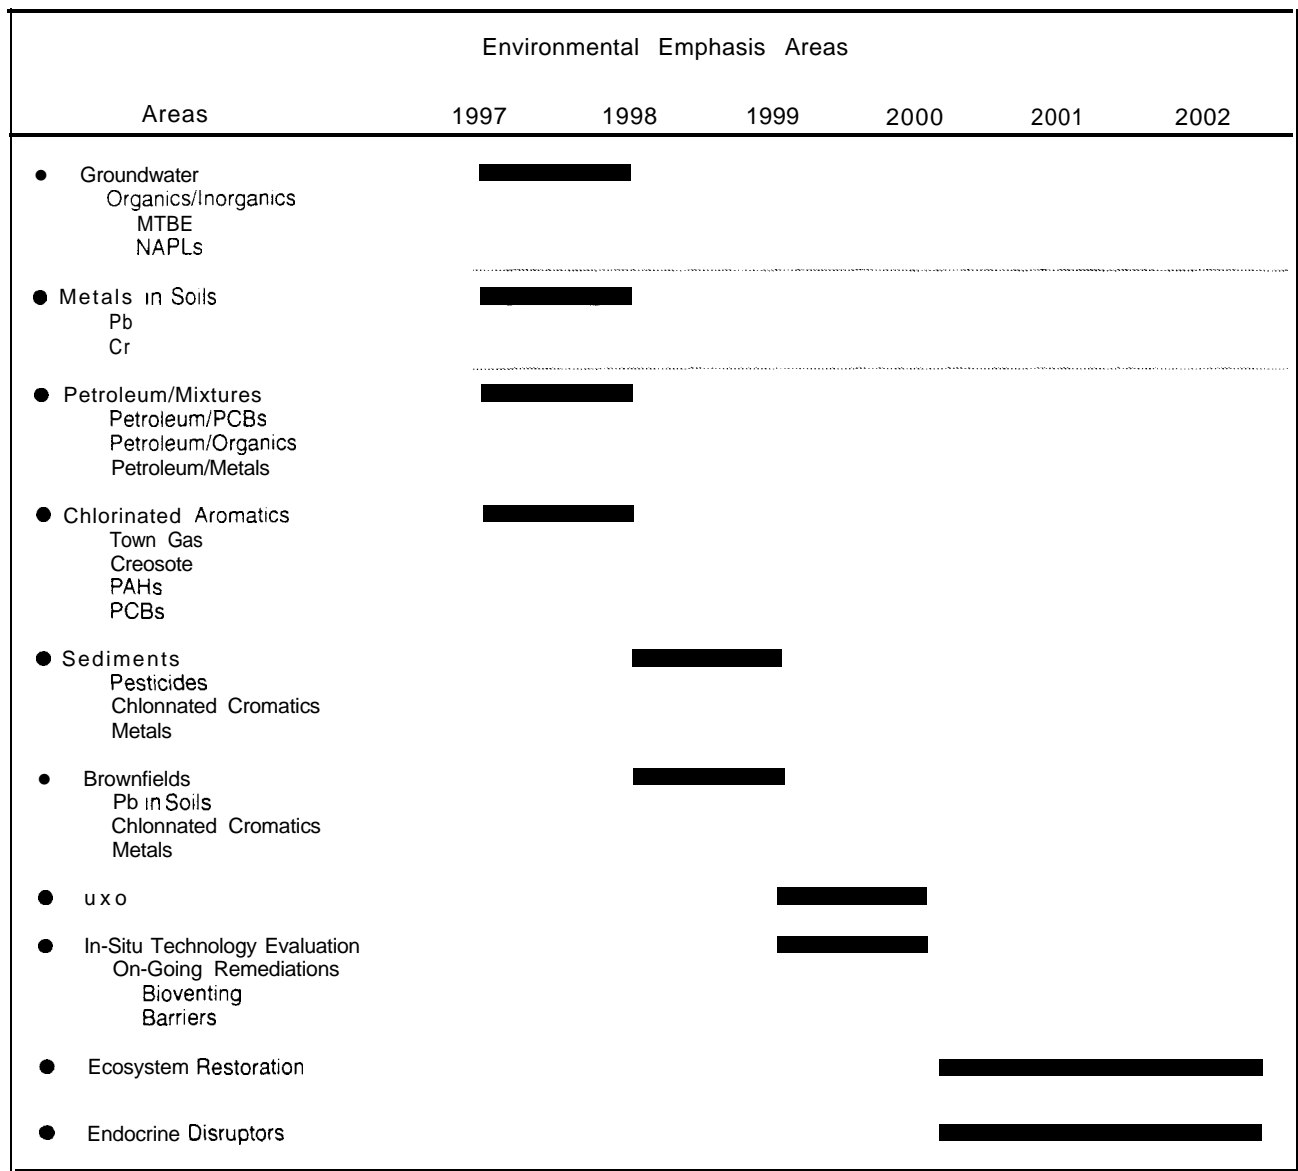 Environmental Emphasis Areas
Areas 1997 1998 1999 2000 2001 2002
● Groundwater
Organics/Inorganics
MTBE
NAPLs
● Metals in Soils
Pb
Cr
● Petroleum/Mixtures
Petroleum/PCBs
Petroleum/Organics
Petroleum/Metals
● Chlorinated Aromatics
Town Gas
Creosote
PAHs
PCBs
● Sediments
Pesticides
Chlonnated Cromatics
Metals
● Brownfields
Pb in Soils
Chlonnated Cromatics
Metals
● uxo
● In-Situ Technology Evaluation
On-Going Remediations
Bioventing
Barriers
● Ecosystem Restoration
● Endocrine Disruptors